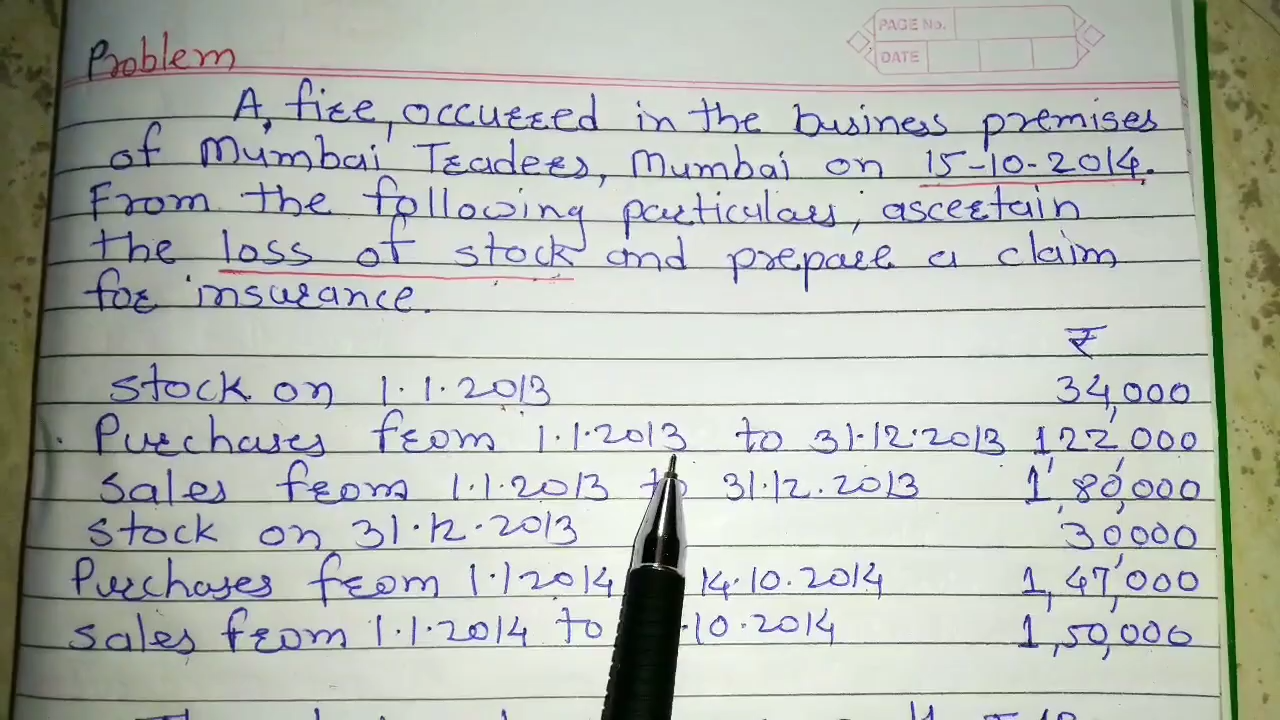 PAGE No.
DATE
Problem
A fire occurred in the business premises
of Mumbai Traders, Mumbai on 15-10-2014.
From the following particulars, ascertain
the loss of stock and prepare a claim
for insurance.
₹
stock on 1.1.2013 34,000
Purchases from 1.1.2013 to 31.12.2013 1,22,000
Sales from 1.1.2013 to 31.12.2013 1,80,000
stock on 31.12.2013 30000
Purchases from 1.1.2014 14.10.2014 1,47,000
Sales from 1.1.2014 to 10.2014 1,50,000